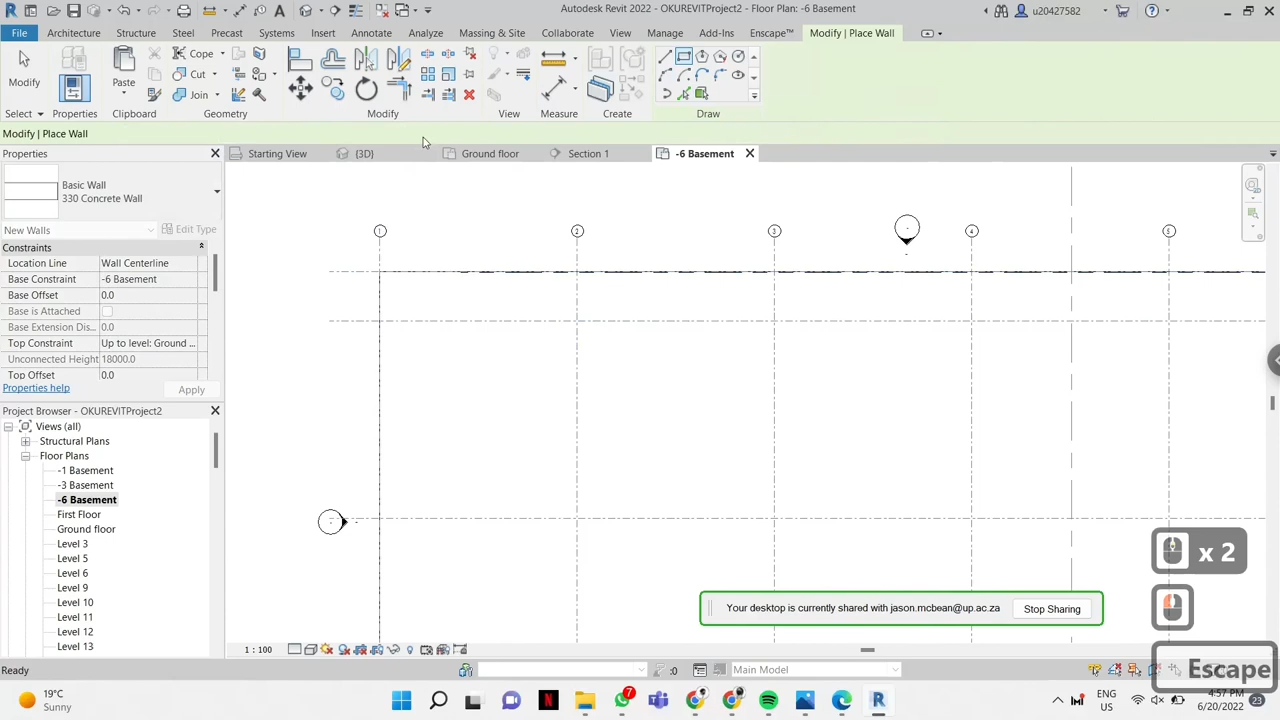 Autodesk Revit 2022 - OKUREVITProject2 - Floor Plan: -6 Basement
u20427582
File Architecture Structure Steel Precast Systems Insert Annotate Analyze Massing & Site Collaborate View Manage Add-Ins Enscape™ Modify | Place Wall
Modify Paste Cope
Cut
Join
Select Properties Clipboard Geometry Modify View Measure Create Draw
Modify | Place Wall
Properties
Starting View {3D} Ground floor Section 1 -6 Basement
Basic Wall
330 Concrete Wall
New Walls Edit Type
Constraints
Location Line Wall Centerline
Base Constraint -6 Basement
Base Offset 0.0
Base is Attached
Base Extension Dis... 0.0
Top Constraint Up to level: Ground ...
Unconnected Height 18000.0
Top Offset 0.0
Properties help Apply
Project Browser - OKUREVITProject2
Views (all)
Structural Plans
Floor Plans
-1 Basement
-3 Basement
-6 Basement
First Floor
Ground floor
Level 3
Level 5
Level 6
Level 9
Level 10
Level 11
Level 12
Level 13
1 2 3 4 5
x 2
Your desktop is currently shared with jason.mcbean@up.ac.za Stop Sharing
Escape
1 : 100
Ready :0 Main Model
19°C
Sunny
7
ENG
US
4:57 PM
6/20/2022
23